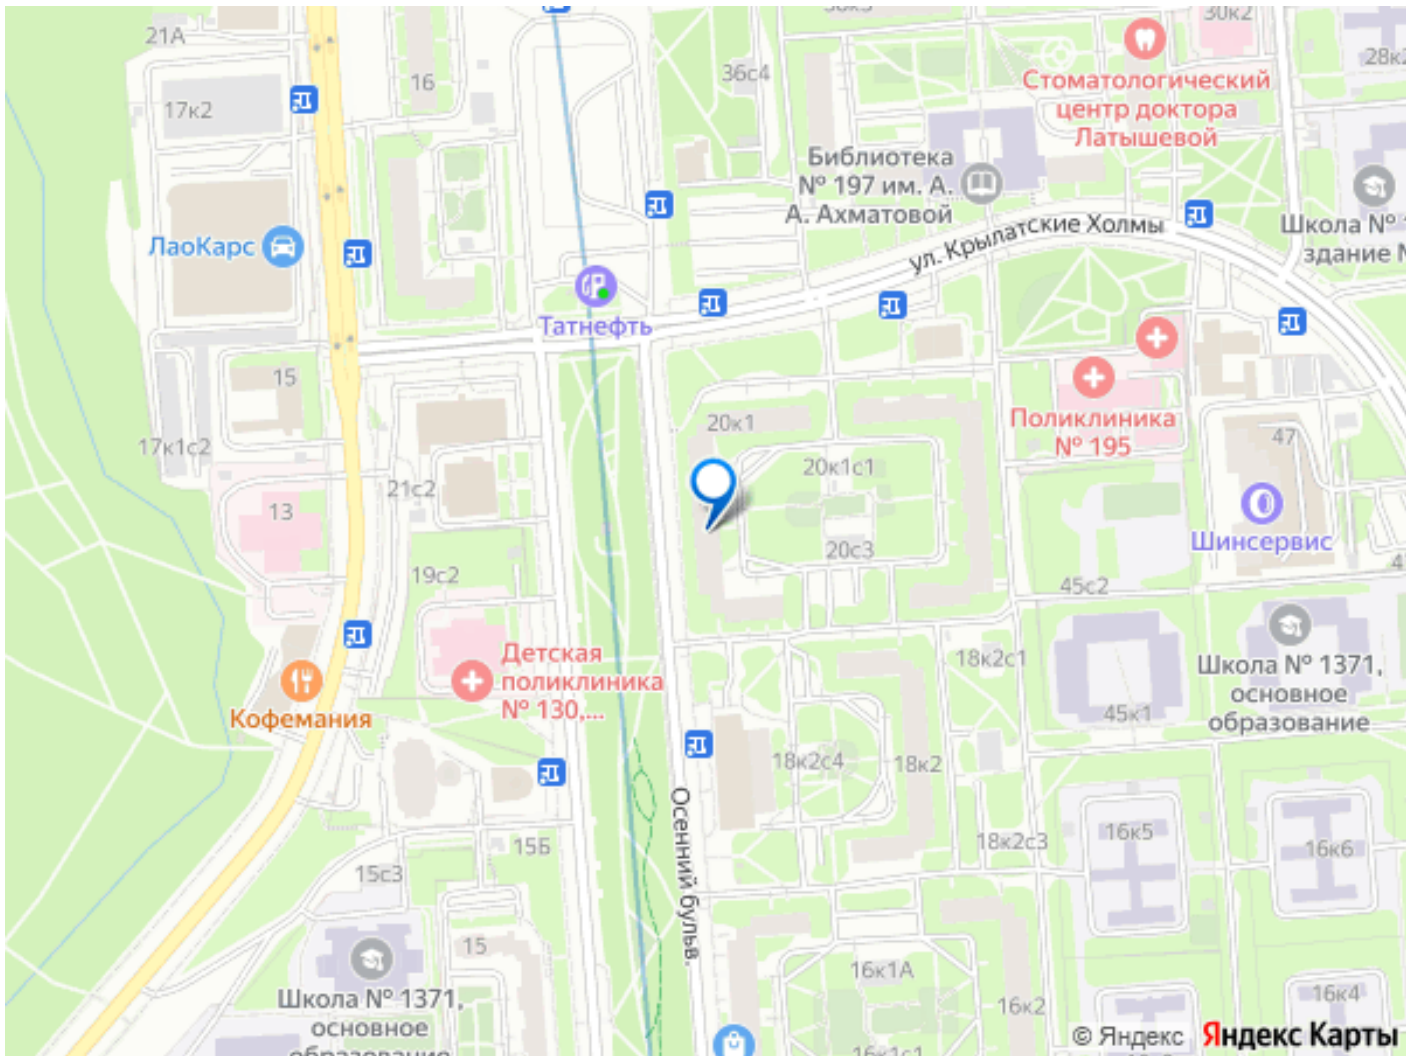 30к2
21А
28к2
16
36с4
Стоматологический
центр доктора
Латышевой
17к2
Библиотека
№ 197 им. А.
А. Ахматовой
ЛаоКарс
ул. Крылатские Холмы
Школа №
здание
Татнефть
15
20к1
Поликлиника
№ 195
47
17к1с2
20к1с1
21с2
13
Шинсервис
20с3
19с2
45с2
Детская
поликлиника
№ 130,...
18к2с1
Школа № 1371,
основное
образование
Кофемания
45к1
18к2с4
18к2
Осенний бульв.
15Б
18к2с3
16к5
16к6
15с3
15
16к1А
Школа № 1371,
основное
образование
16к2
16к4
16к1с1
© Яндекс Яндекс Карты